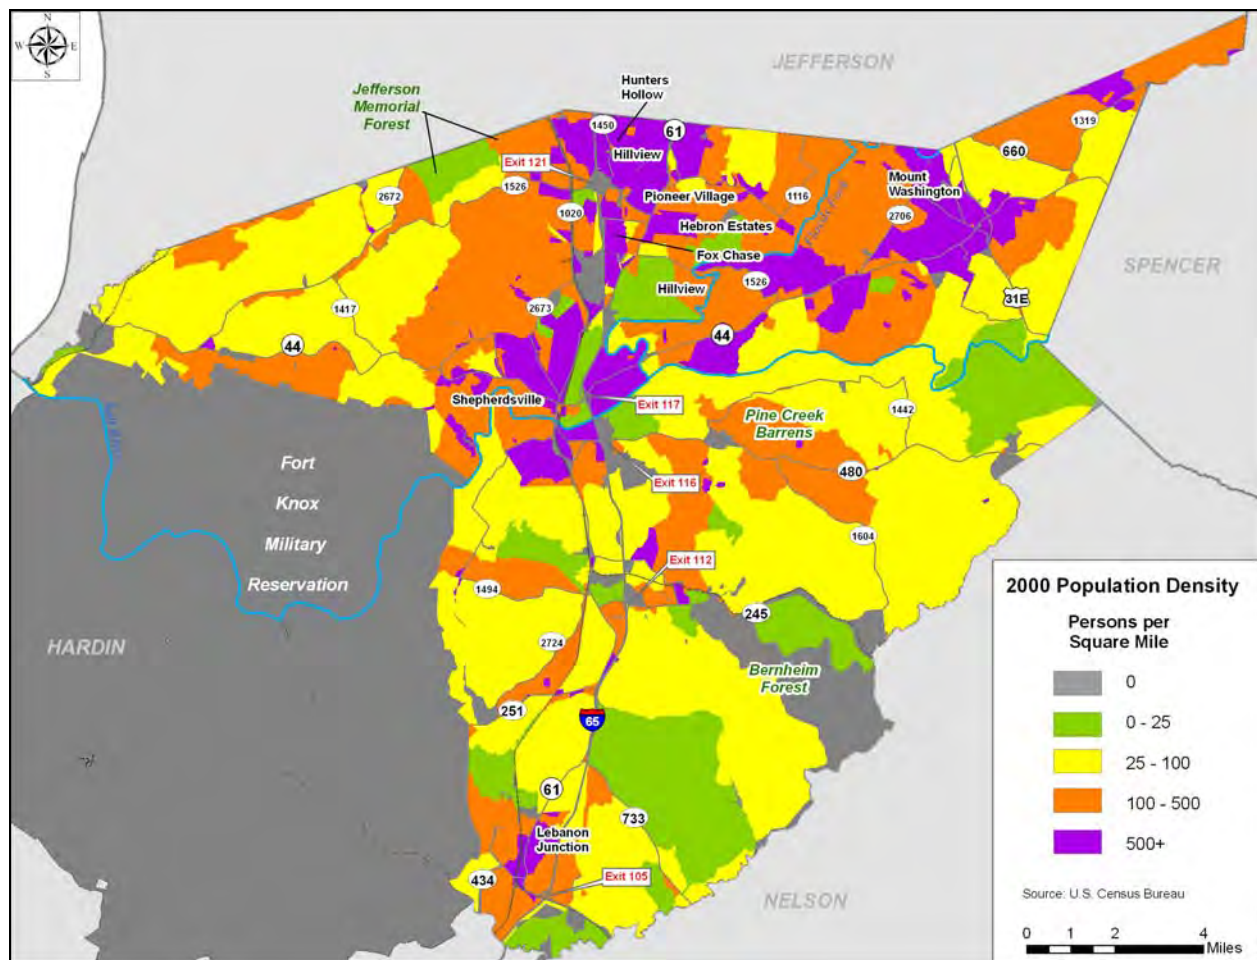 N
W
E
S
JEFFERSON
Hunters
Hollow
Jefferson
Memorial
Forest
1319
1450
61
660
Hillview
Exit 121
Mount
Washington
1526
2672
Pioneer Village
1116
1020
2706
Hebron Estates
Fox Chase
SPENCER
1526
Hillview
31E
1417
2673
44
44
Shepherdsville
Exit 117
1442
Pine Creek
Barrens
Fort
Knox
Military
Reservation
480
Exit 116
1604
Exit 112
1494
245
2724
HARDIN
Bernheim
Forest
251
65
61
733
Lebanon
Junction
434
Exit 105
NELSON
2000 Population Density
Persons per
Square Mile
0
0 - 25
25 - 100
100 - 500
500+
Source: U.S. Census Bureau
0 1 2 4
Miles